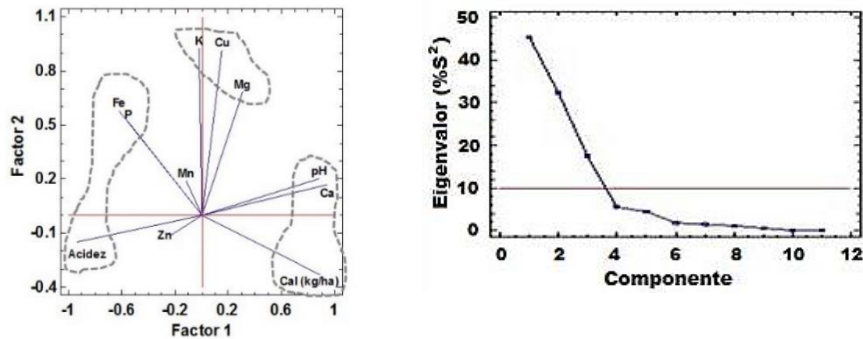 1.1
0.8
0.5
0.2
-0.1
-0.4
Factor 2
K
Cu
Mg
Fe
P
Mn
pH
Ca
Zn
Acidez
Cal (kg/ha)
-1
-0.6
-0.2
0.2
0.6
1
Factor 1
50
40
30
20
10
0
Eigenvalor (%S²)
0
2
4
6
8
10
12
Componente